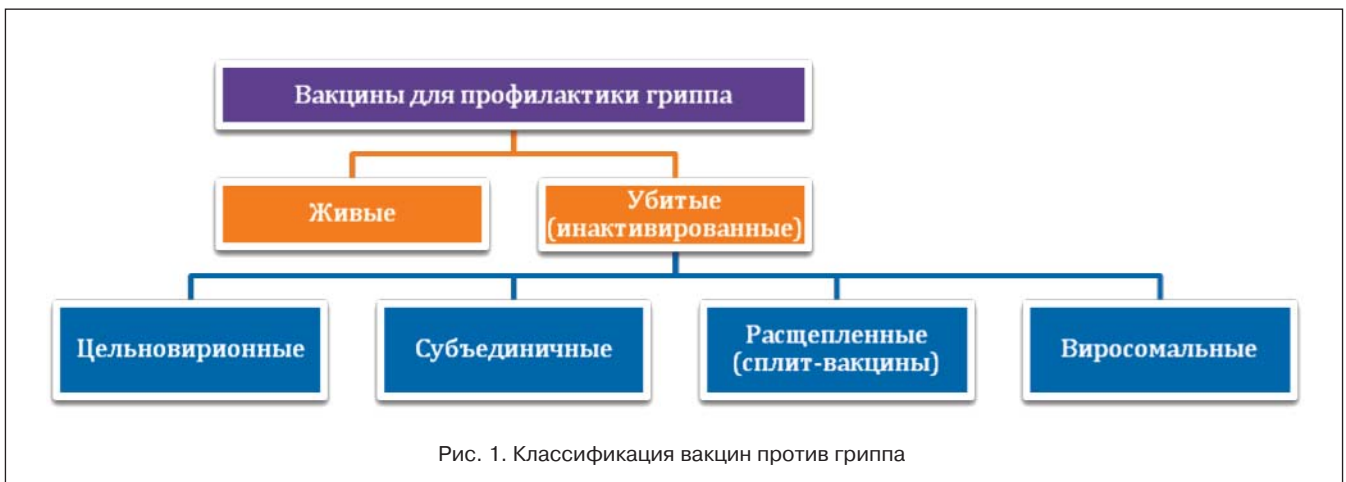 Вакцины для профилактики гриппа
Живые
Убитые
(инактивированные)
Цельновирионные
Субъединичные
Расщепленные
(сплит-вакцины)
Виросомальные
Рис. 1. Классификация вакцин против гриппа